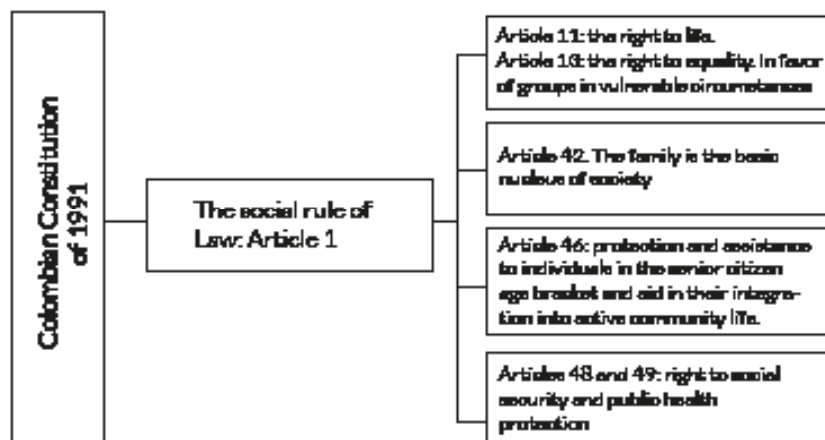 Colombian Constitution
of 1991
The social rule of
Law: Article 1
Article 11: the right to life.
Article 13: the right to equality. In favor
of groups in vulnerable circumstances
Article 42. The family is the basic
nucleus of society
Article 46: protection and assistance
to individuals in the senior citizen
age bracket and aid in their integra-
tion into active community life.
Articles 48 and 49: right to social
security and public health
protection